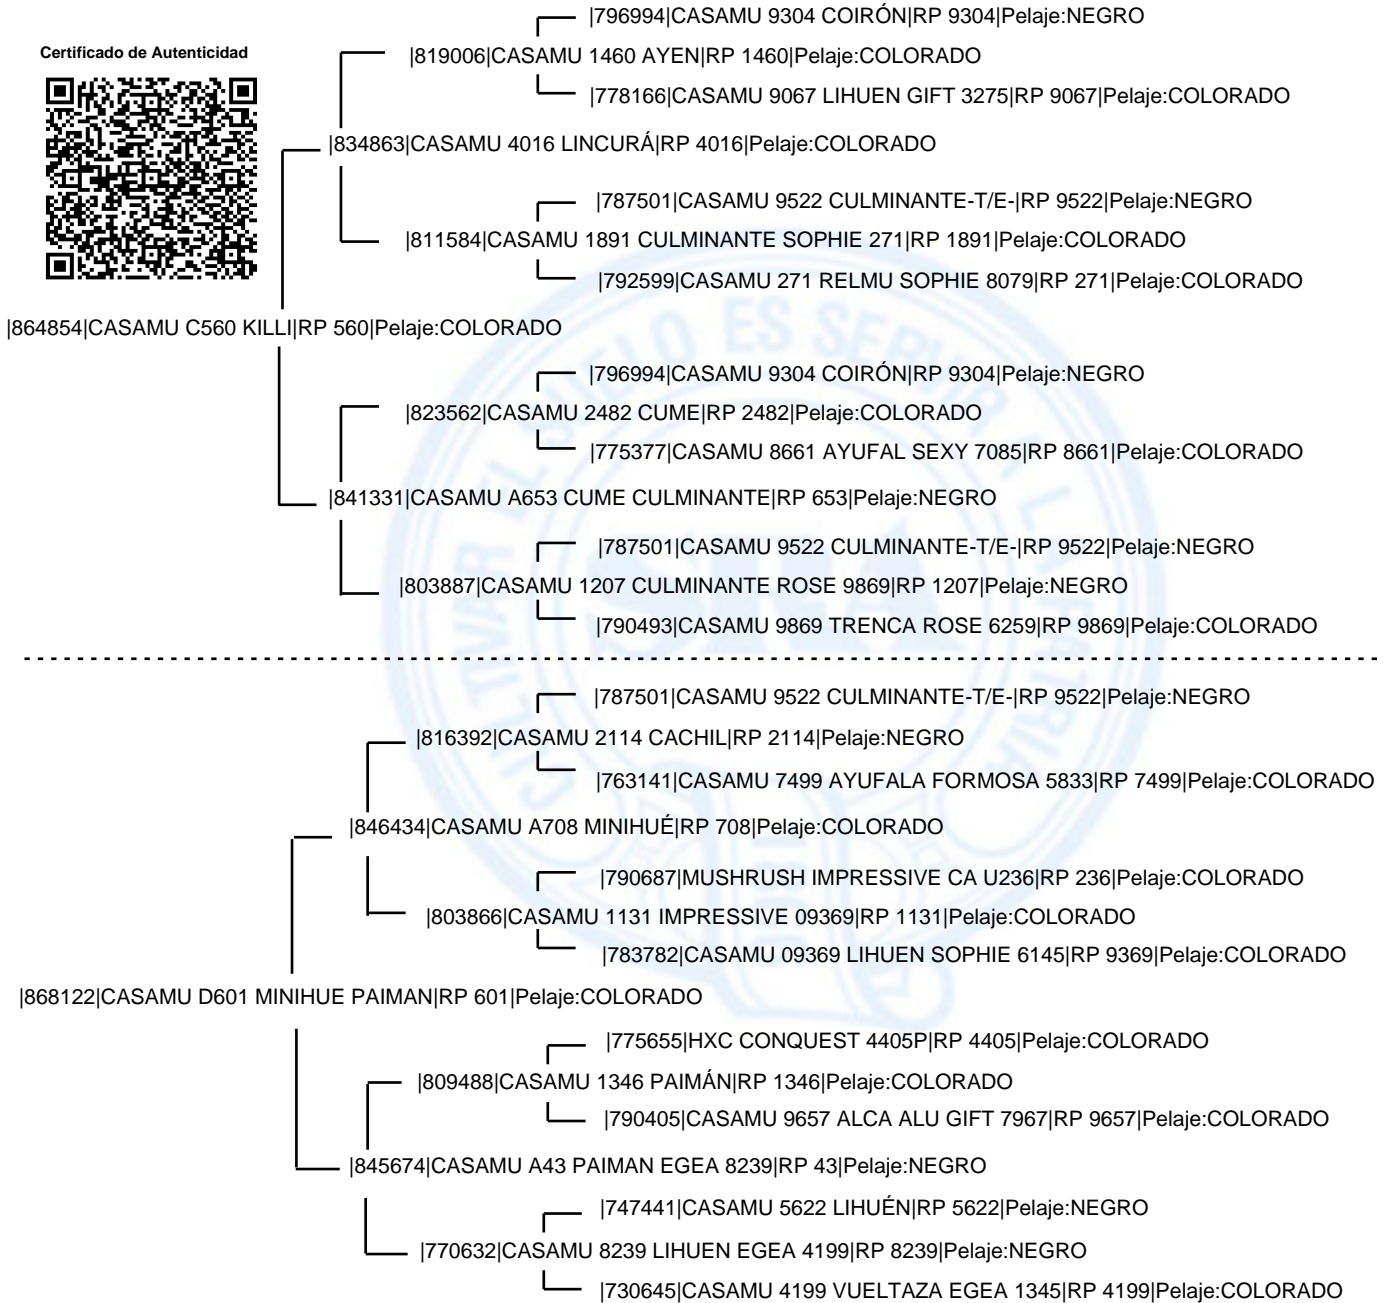 |796994|CASAMU 9304 COIRÓN|RP 9304|Pelaje:NEGRO
Certificado de Autenticidad
|819006|CASAMU 1460 AYEN|RP 1460|Pelaje:COLORADO
|778166|CASAMU 9067 LIHUEN GIFT 3275|RP 9067|Pelaje:COLORADO
|834863|CASAMU 4016 LINCURÁ|RP 4016|Pelaje:COLORADO
|787501|CASAMU 9522 CULMINANTE-T/E-|RP 9522|Pelaje:NEGRO
|811584|CASAMU 1891 CULMINANTE SOPHIE 271|RP 1891|Pelaje:COLORADO
|792599|CASAMU 271 RELMU SOPHIE 8079|RP 271|Pelaje:COLORADO
|864854|CASAMU C560 KILLI|RP 560|Pelaje:COLORADO
|796994|CASAMU 9304 COIRÓN|RP 9304|Pelaje:NEGRO
|823562|CASAMU 2482 CUME|RP 2482|Pelaje:COLORADO
|775377|CASAMU 8661 AYUFAL SEXY 7085|RP 8661|Pelaje:COLORADO
|841331|CASAMU A653 CUME CULMINANTE|RP 653|Pelaje:NEGRO
|787501|CASAMU 9522 CULMINANTE-T/E-|RP 9522|Pelaje:NEGRO
|803887|CASAMU 1207 CULMINANTE ROSE 9869|RP 1207|Pelaje:NEGRO
|790493|CASAMU 9869 TRENCA ROSE 6259|RP 9869|Pelaje:COLORADO
|787501|CASAMU 9522 CULMINANTE-T/E-|RP 9522|Pelaje:NEGRO
|816392|CASAMU 2114 CACHIL|RP 2114|Pelaje:NEGRO
|763141|CASAMU 7499 AYUFALA FORMOSA 5833|RP 7499|Pelaje:COLORADO
|846434|CASAMU A708 MINIHUÉ|RP 708|Pelaje:COLORADO
|790687|MUSHRUSH IMPRESSIVE CA U236|RP 236|Pelaje:COLORADO
|803866|CASAMU 1131 IMPRESSIVE 09369|RP 1131|Pelaje:COLORADO
|783782|CASAMU 09369 LIHUEN SOPHIE 6145|RP 9369|Pelaje:COLORADO
|868122|CASAMU D601 MINIHUE PAIMAN|RP 601|Pelaje:COLORADO
|775655|HXC CONQUEST 4405P|RP 4405|Pelaje:COLORADO
|809488|CASAMU 1346 PAIMÁN|RP 1346|Pelaje:COLORADO
|790405|CASAMU 9657 ALCA ALU GIFT 7967|RP 9657|Pelaje:COLORADO
|845674|CASAMU A43 PAIMAN EGEA 8239|RP 43|Pelaje:NEGRO
|747441|CASAMU 5622 LIHUÉN|RP 5622|Pelaje:NEGRO
|770632|CASAMU 8239 LIHUEN EGEA 4199|RP 8239|Pelaje:NEGRO
|730645|CASAMU 4199 VUELTAZA EGEA 1345|RP 4199|Pelaje:COLORADO
CULTIVAR EL SUELO ES SERVIR A LA PATRIA
SRA
1866